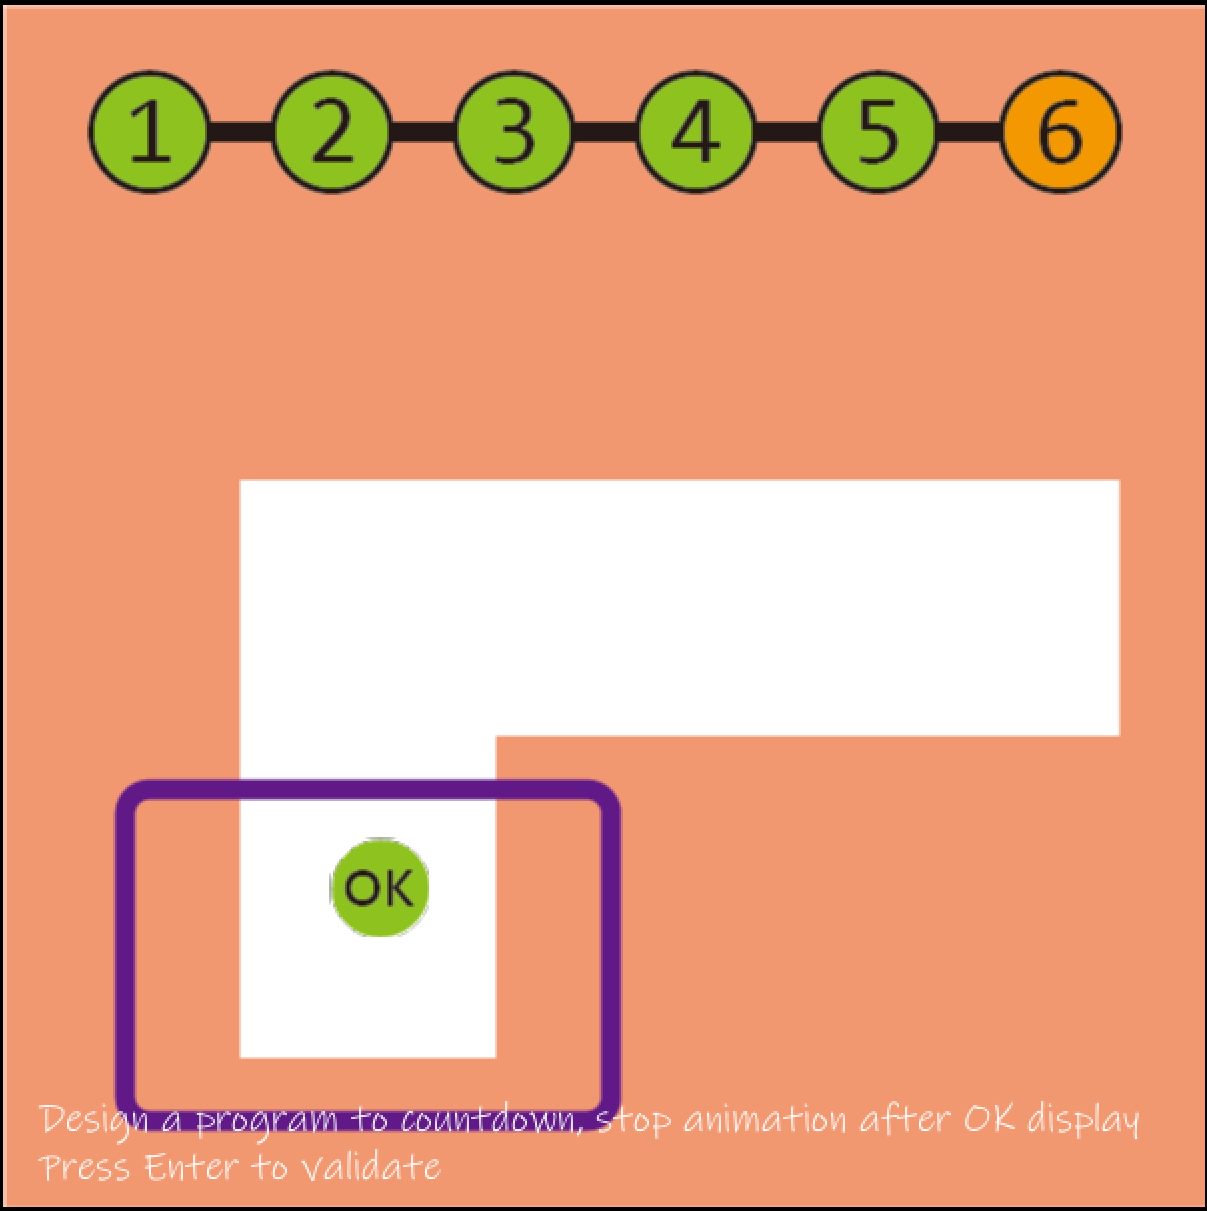 1 2 3 4 5 6
OK
Design a program to countdown, stop animation after OK display
Press Enter to validate